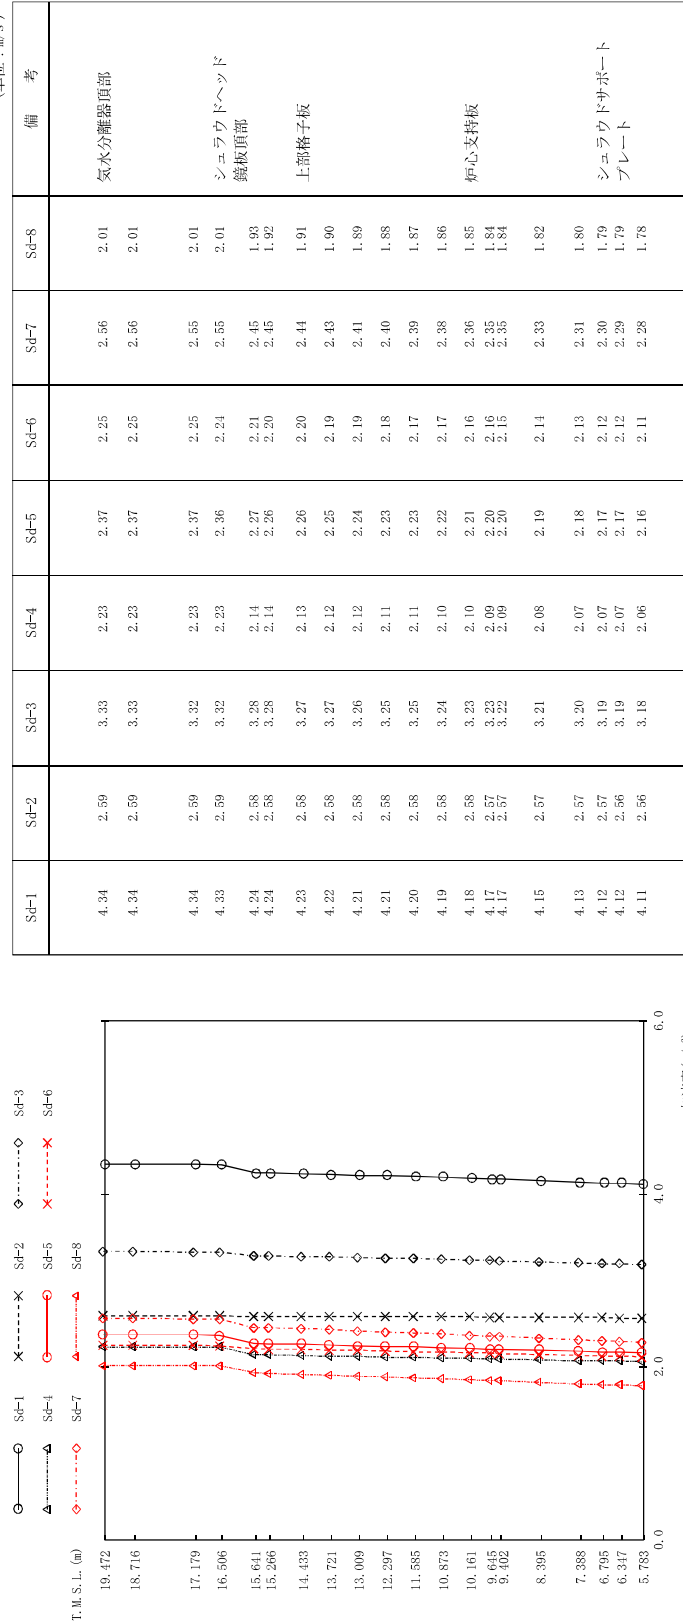 Sd-1 Sd-2 Sd-3
Sd-4 Sd-5 Sd-6
Sd-7 Sd-8
T.M.S.L.(m)
Sd-1 Sd-2 Sd-3 Sd-4 Sd-5 Sd-6 Sd-7 Sd-8 備 考
19.472 4.34 2.59 3.33 2.23 2.37 2.25 2.56 2.01 気水分離器頂部
18.716 4.34 2.59 3.33 2.23 2.37 2.25 2.56 2.01
17.179 4.34 2.59 3.32 2.23 2.37 2.25 2.55 2.01
16.506 4.33 2.59 3.32 2.23 2.36 2.24 2.55 2.01 シュラウドヘッド
鏡板頂部
15.641 4.24 2.58 3.28 2.14 2.27 2.21 2.45 1.93
15.266 4.24 2.58 3.28 2.14 2.26 2.20 2.45 1.92
14.433 4.23 2.58 3.27 2.13 2.26 2.20 2.44 1.91 上部格子板
13.721 4.22 2.58 3.27 2.12 2.25 2.19 2.43 1.90
13.009 4.21 2.58 3.26 2.12 2.24 2.19 2.41 1.89
12.297 4.21 2.58 3.25 2.11 2.23 2.18 2.40 1.88
11.585 4.20 2.58 3.25 2.11 2.23 2.17 2.39 1.87
10.873 4.19 2.58 3.24 2.10 2.22 2.17 2.38 1.86
10.161 4.18 2.58 3.23 2.10 2.21 2.16 2.36 1.85 炉心支持板
9.645 4.17 2.57 3.23 2.09 2.20 2.16 2.35 1.84
9.402 4.17 2.57 3.22 2.09 2.20 2.15 2.35 1.84
8.395 4.15 2.57 3.21 2.08 2.19 2.14 2.33 1.82
7.388 4.13 2.57 3.20 2.07 2.18 2.13 2.31 1.80
6.795 4.12 2.57 3.19 2.07 2.17 2.12 2.30 1.79 シュラウドサポート
6.347 4.12 2.56 3.19 2.07 2.17 2.12 2.29 1.79 プレート
5.783 4.11 2.56 3.18 2.06 2.16 2.11 2.28 1.78
0.0 2.0 4.0 6.0